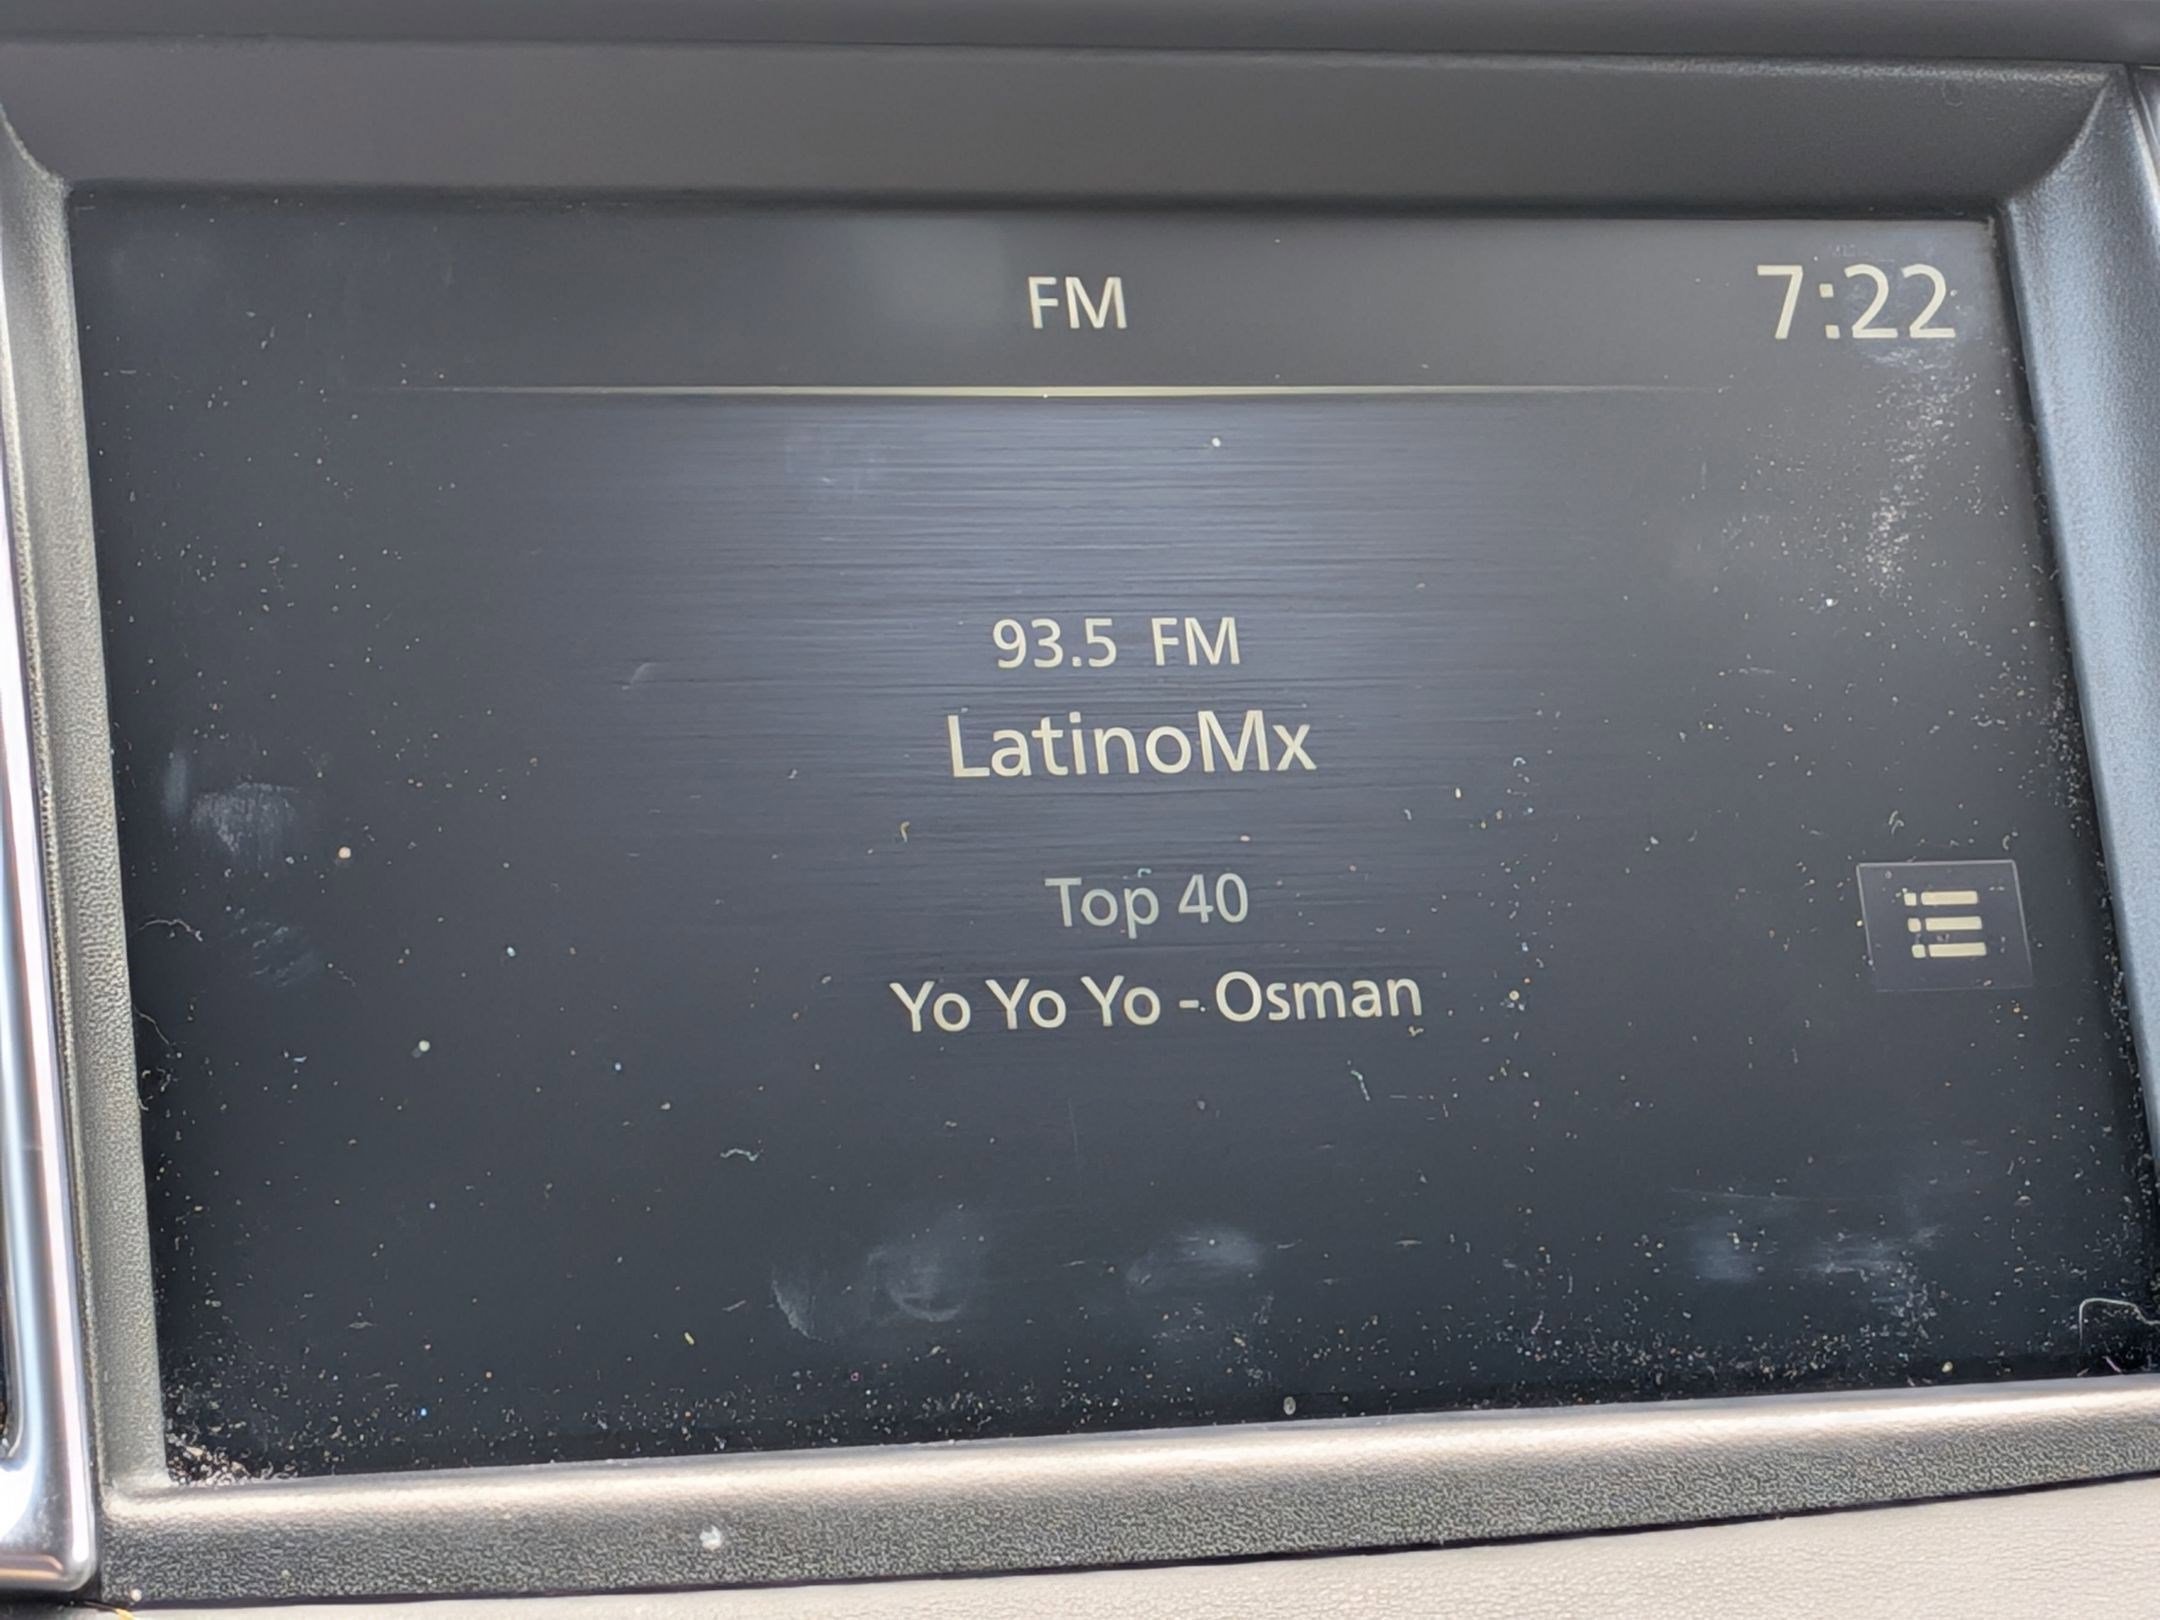 FM
7:22
93.5 FM
LatinoMx
Top 40
Yo Yo Yo - Osman